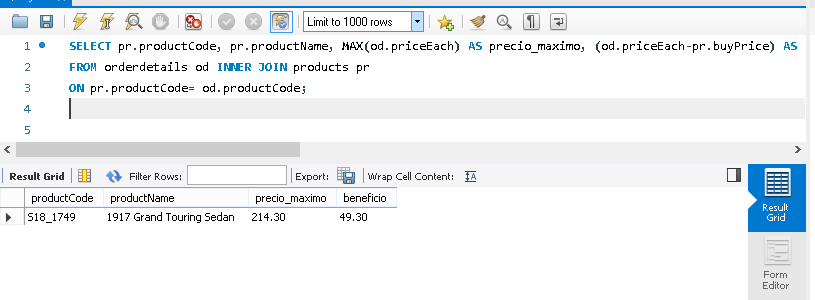 Limit to 1000 rows
1 SELECT pr.productCode, pr.productName, MAX(od.priceEach) AS precio_maximo, (od.priceEach-pr.buyPrice) AS
2 FROM orderdetails od INNER JOIN products pr
3 ON pr.productCode= od.productCode;
4
5
Result Grid Filter Rows: Export: Wrap Cell Content:
productCode productName precio_maximo beneficio
S18_1749 1917 Grand Touring Sedan 214.30 49.30
Result
Grid
Form
Editor